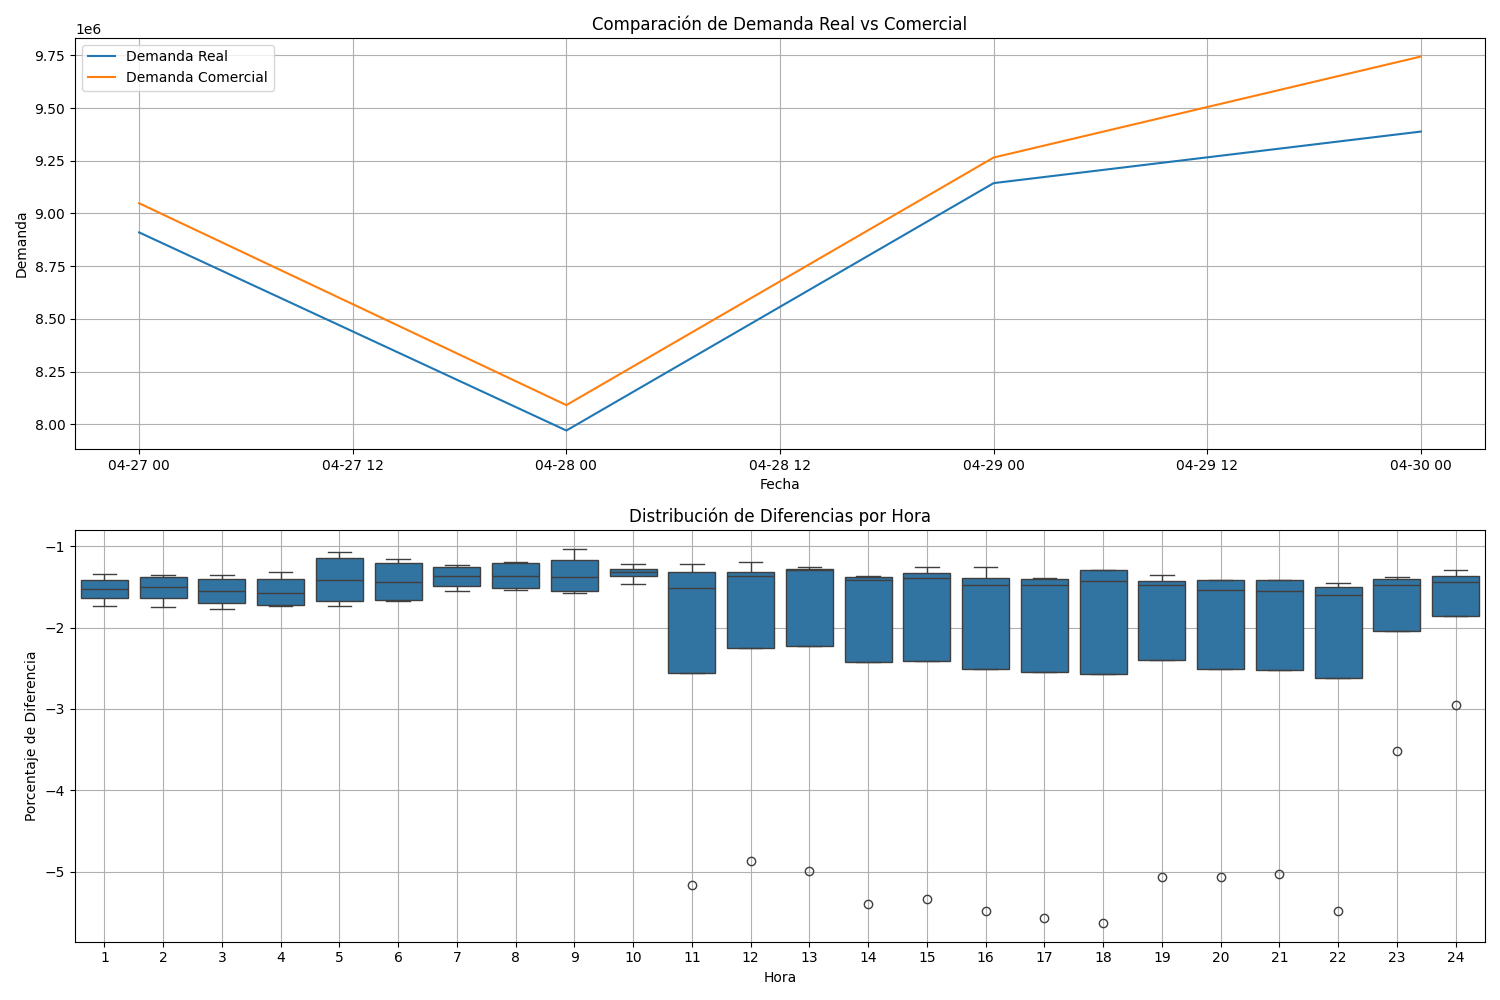 Comparación de Demanda Real vs Comercial
1e6
Demanda Real
Demanda Comercial
9.75
9.50
9.25
9.00
8.75
8.50
8.25
8.00
Demanda
04-27 00 04-27 12 04-28 00 04-28 12 04-29 00 04-29 12 04-30 00
Fecha
Distribución de Diferencias por Hora
−1
−2
−3
−4
−5
Porcentaje de Diferencia
1 2 3 4 5 6 7 8 9 10 11 12 13 14 15 16 17 18 19 20 21 22 23 24
Hora